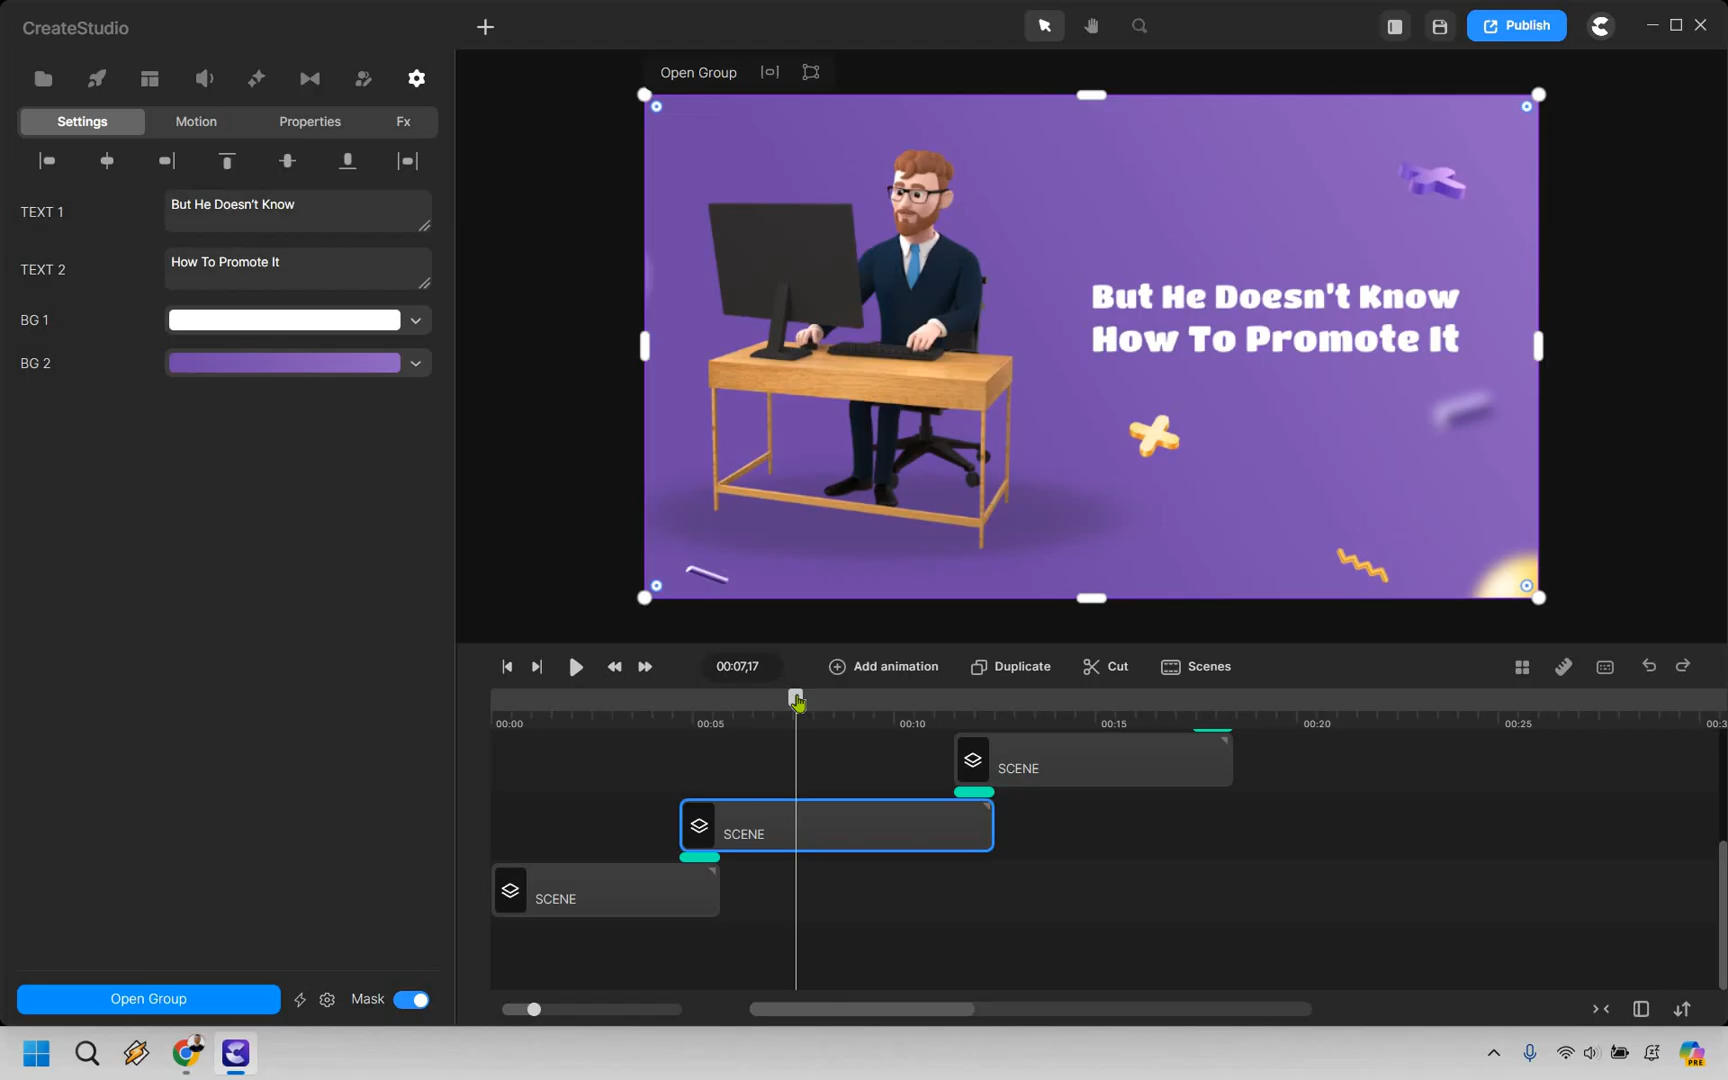 CreateStudio
Publish
Open Group
Settings
Motion
Properties
Fx
TEXT 1
But He Doesn't Know
TEXT 2
How To Promote It
BG 1
BG 2
But He Doesn't Know
How To Promote It
00:07,17
Add animation
Duplicate
Cut
Scenes
00:00
00:05
00:10
00:15
00:20
00:25
00:3
SCENE
SCENE
SCENE
Open Group
Mask
PRE